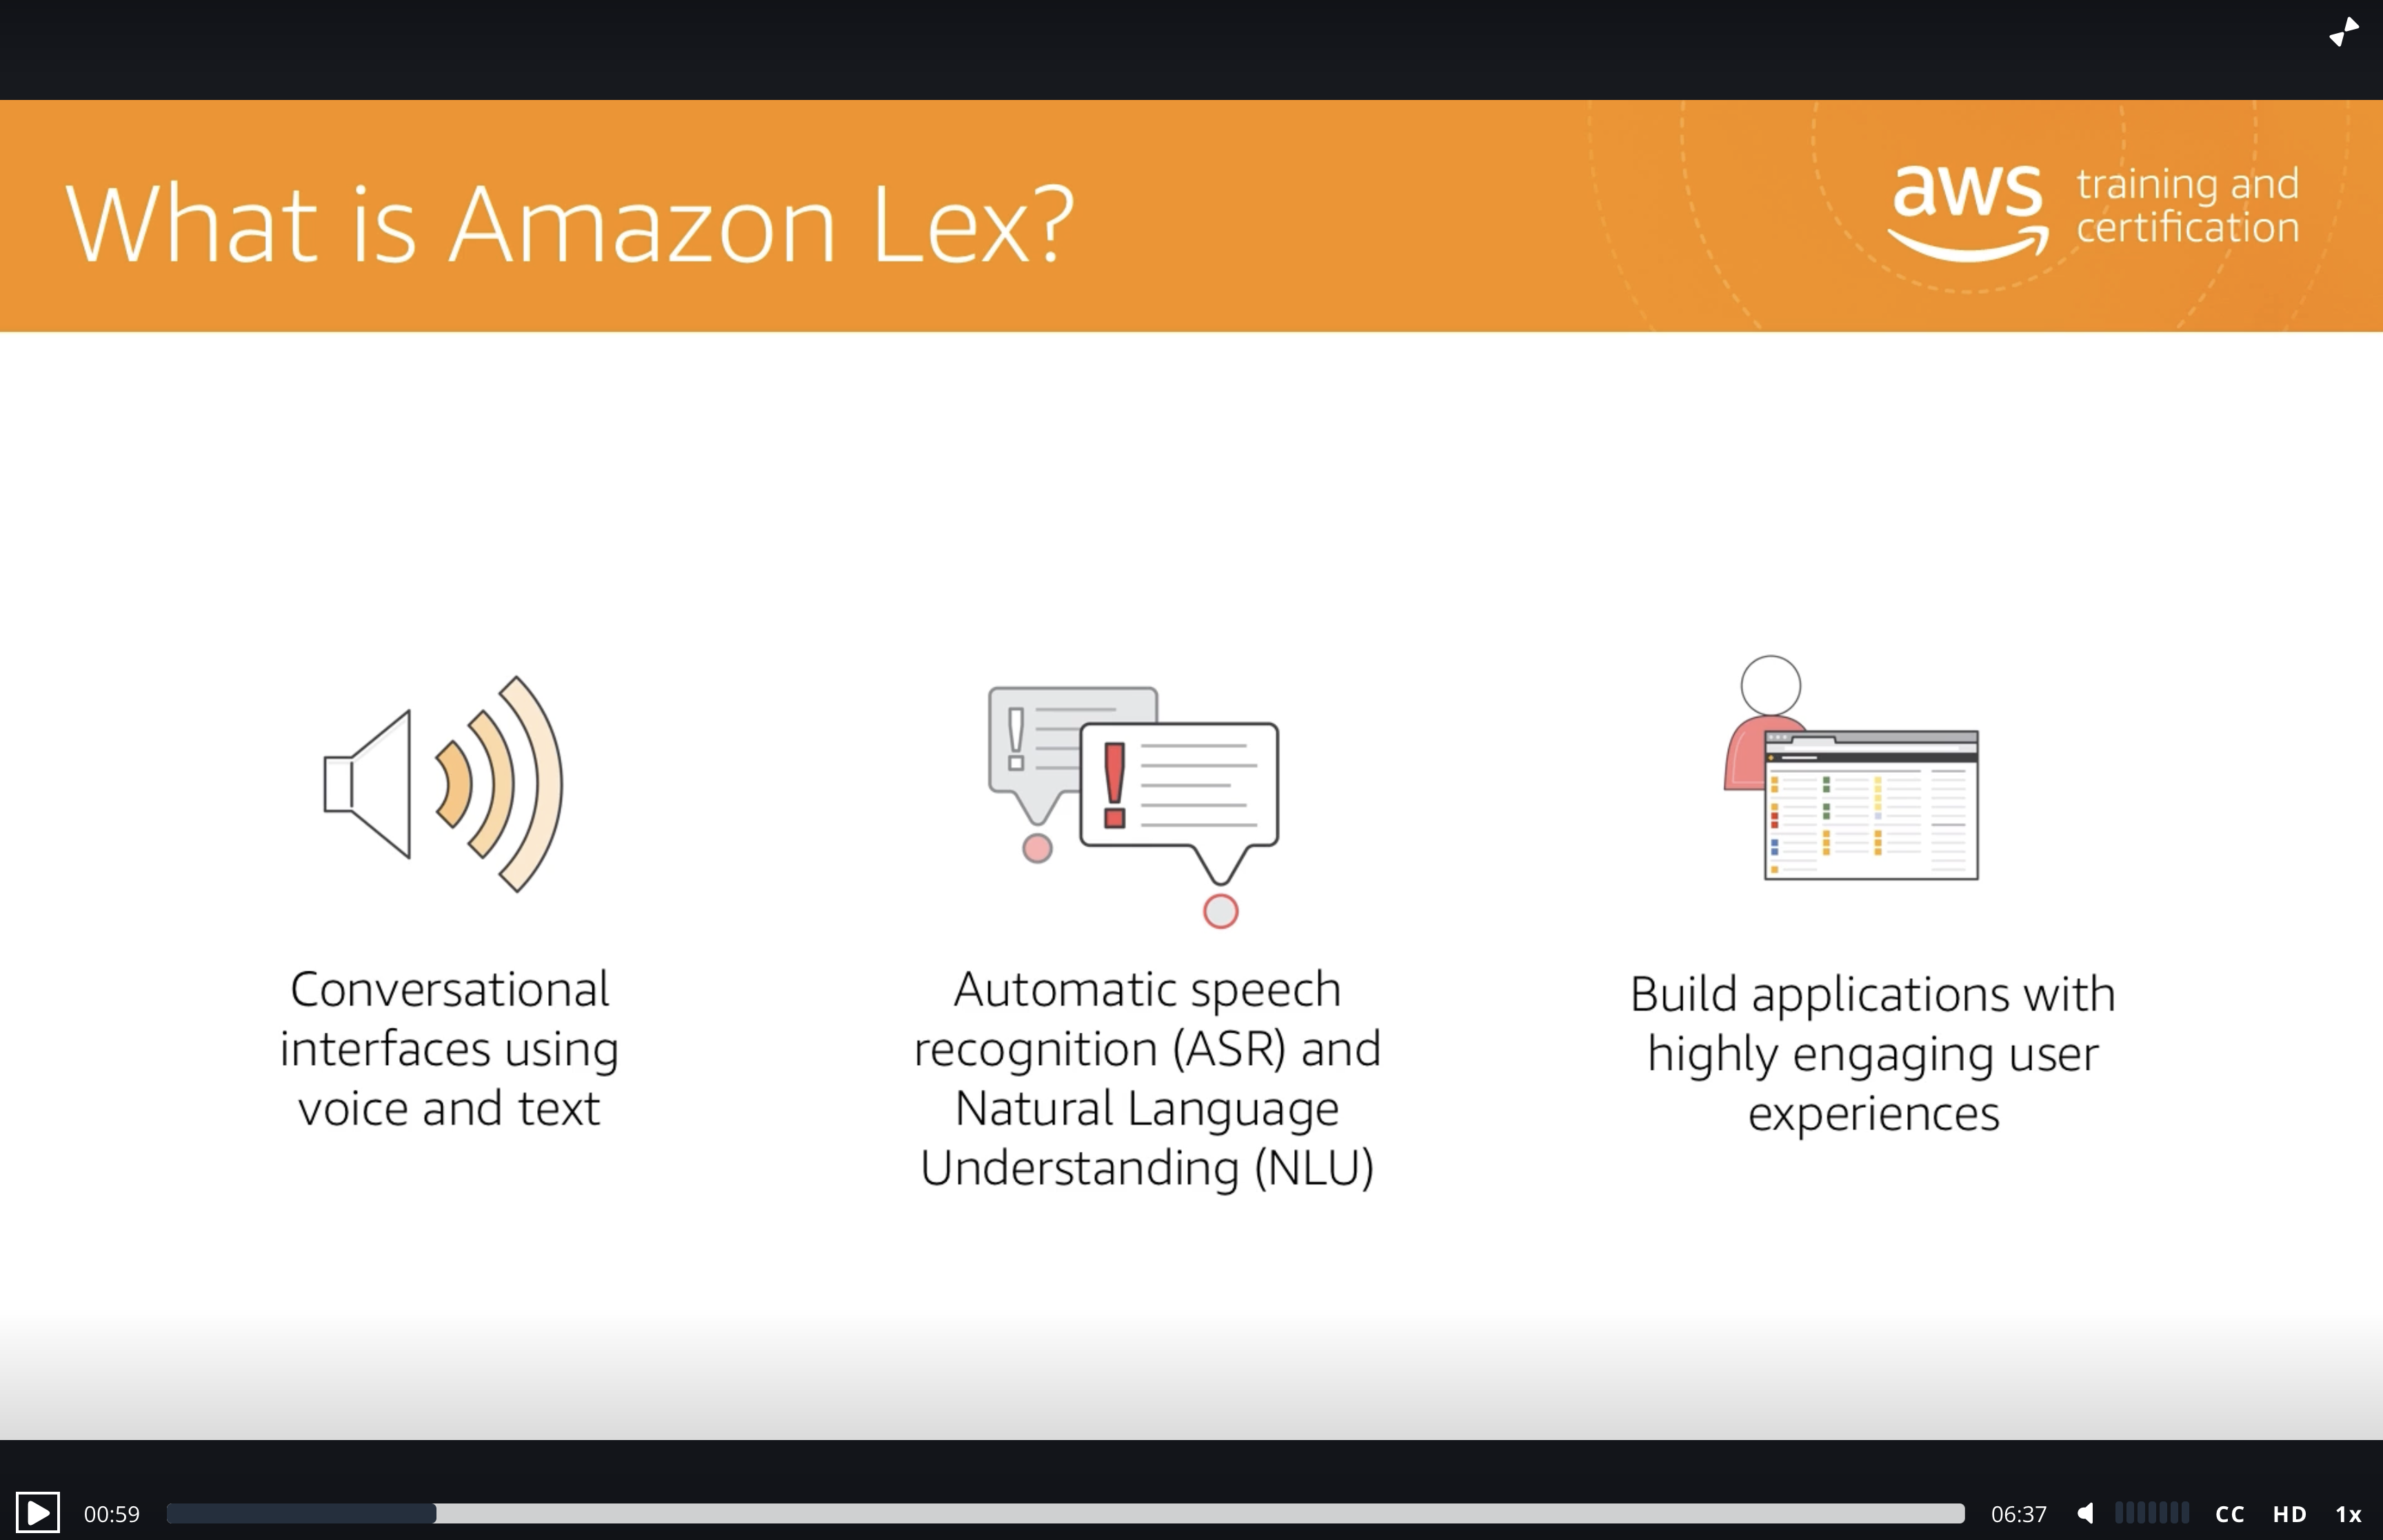 What is Amazon Lex?
aws
training and
certification
Conversational
interfaces using
voice and text
Automatic speech
recognition (ASR) and
Natural Language
Understanding (NLU)
Build applications with
highly engaging user
experiences
00:59
06:37
CC
HD
1x